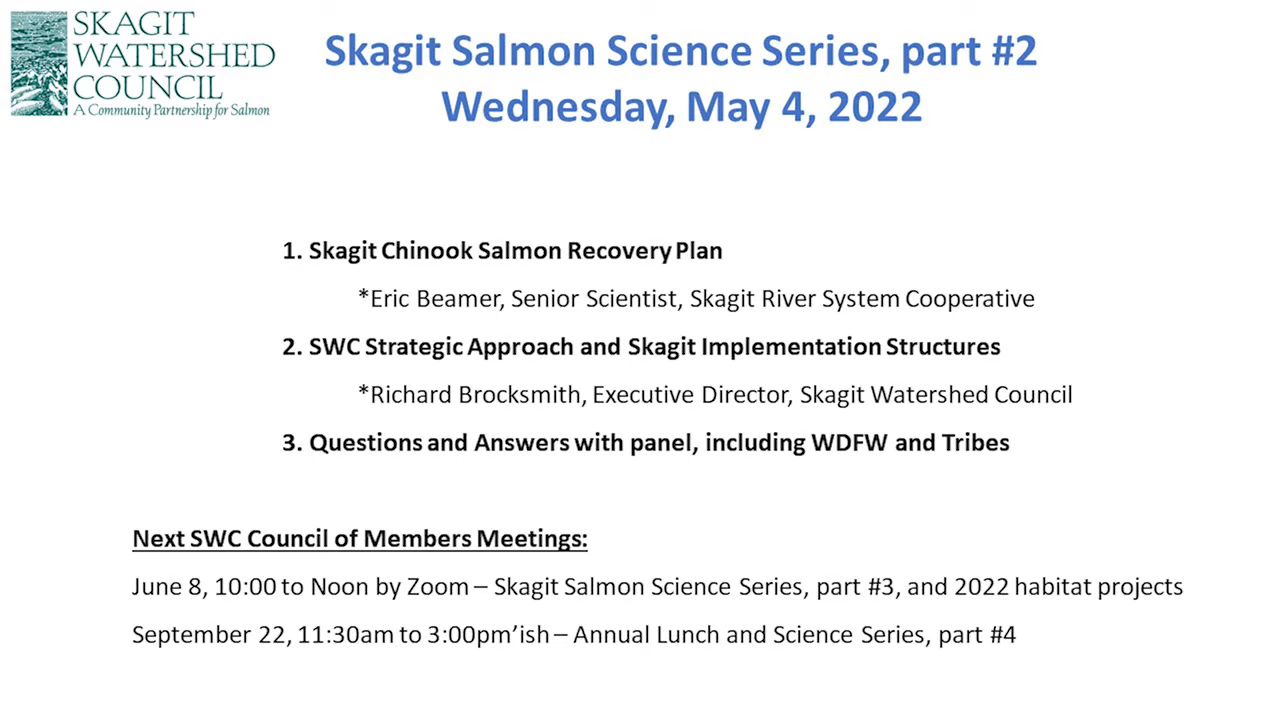 SKAGIT
WATERSHED
COUNCIL
A Community Partnership for Salmon
Skagit Salmon Science Series, part #2
Wednesday, May 4, 2022
1. Skagit Chinook Salmon Recovery Plan
*Eric Beamer, Senior Scientist, Skagit River System Cooperative
2. SWC Strategic Approach and Skagit Implementation Structures
*Richard Brocksmith, Executive Director, Skagit Watershed Council
3. Questions and Answers with panel, including WDFW and Tribes
Next SWC Council of Members Meetings:
June 8, 10:00 to Noon by Zoom – Skagit Salmon Science Series, part #3, and 2022 habitat projects
September 22, 11:30am to 3:00pm’ish – Annual Lunch and Science Series, part #4